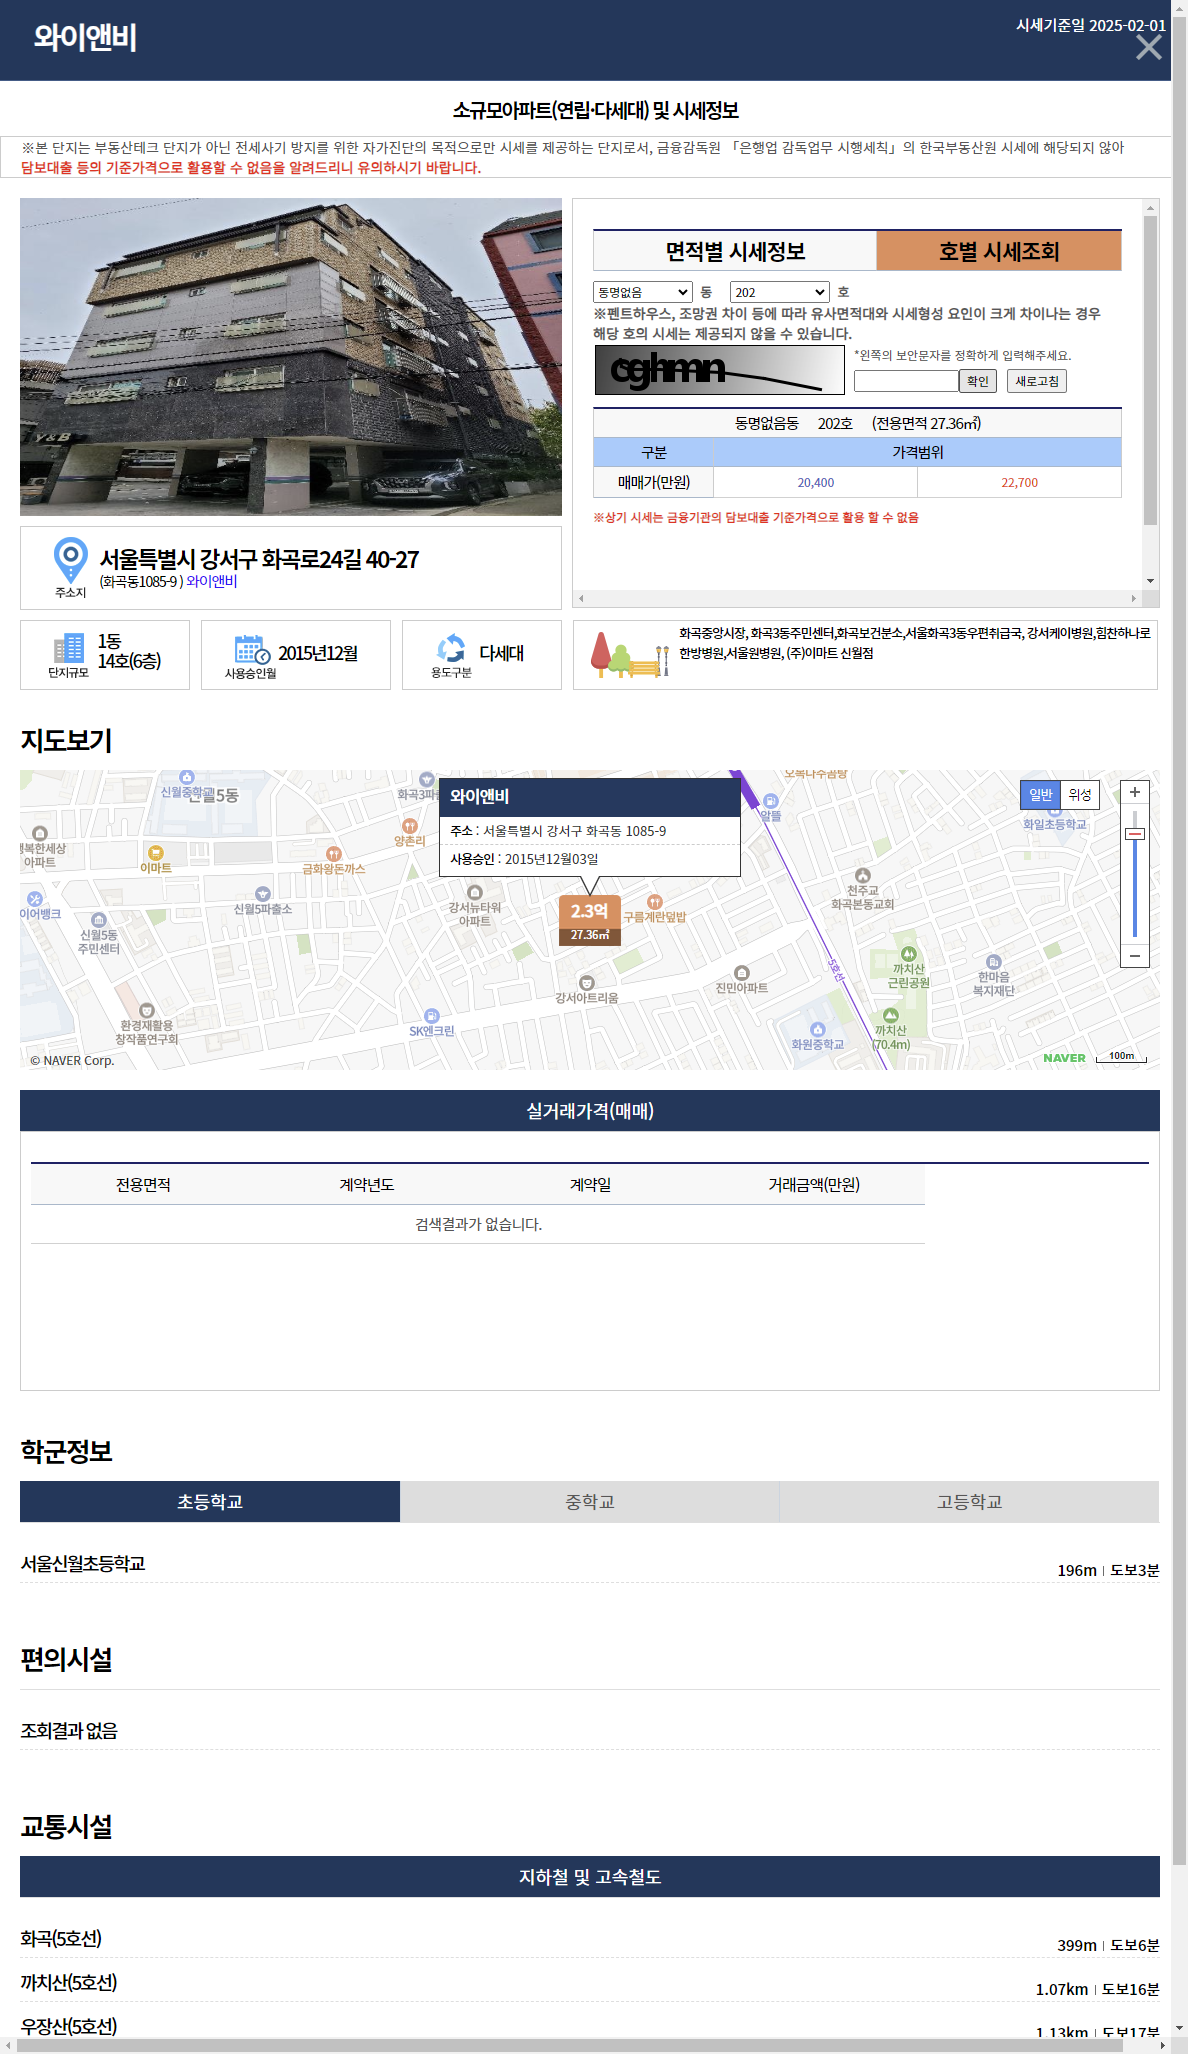 와이앤비
시세기준일 2025-02-01
소규모아파트(연립·다세대) 및 시세정보
※본 단지는 부동산테크 단지가 아닌 전세사기 방지를 위한 자가진단의 목적으로만 시세를 제공하는 단지로서, 금융감독원 「은행업 감독업무 시행세칙」의 한국부동산원 시세에 해당되지 않아
담보대출 등의 기준가격으로 활용할 수 없음을 알려드리니 유의하시기 바랍니다.
Y&B
면적별 시세정보 호별 시세조회
동명없음 동 202 호
※펜트하우스, 조망권 차이 등에 따라 유사면적대와 시세형성 요인이 크게 차이나는 경우
해당 호의 시세는 제공되지 않을 수 있습니다.
*왼쪽의 보안문자를 정확하게 입력해주세요.
확인 새로고침
동명없음동 202호 (전용면적 27.36㎡)
구분 가격범위
매매가(만원) 20,400 22,700
※상기 시세는 금융기관의 담보대출 기준가격으로 활용 할 수 없음
서울특별시 강서구 화곡로24길 40-27
(화곡동1085-9 ) 와이앤비
주소지
1동
14호(6층)
단지규모
2015년12월
사용승인월
다세대
용도구분
화곡중앙시장, 화곡3동주민센터,화곡보건분소,서울화곡3동우편취급국, 강서케이병원,힘찬하나로
한방병원,서울원병원, (주)이마트 신월점
지도보기
신월중학교
신월5동
양촌리
이마트
금화왕돈까스
신월5파출소
신월5동
주민센터
환경재활용
창작품연구회
© NAVER Corp.
와이앤비
주소 : 서울특별시 강서구 화곡동 1085-9
사용승인 : 2015년12월03일
2.3억
27.36㎡
강서뉴타워
아파트
구름계란덮밥
강서아트리움
SK엔크린
진민아파트
알뜰
5호선
천주교
화곡본동교회
까치산
근린공원
한마음
복지재단
화원중학교
까치산
(70.4m)
화일초등학교
일반 위성
NAVER 100m
실거래가격(매매)
전용면적 계약년도 계약일 거래금액(만원)
검색결과가 없습니다.
학군정보
초등학교 중학교 고등학교
서울신월초등학교 196m | 도보3분
편의시설
조회결과 없음
교통시설
지하철 및 고속철도
화곡(5호선) 399m | 도보6분
까치산(5호선) 1.07km | 도보16분
우장산(5호선) 1.13km | 도보17분